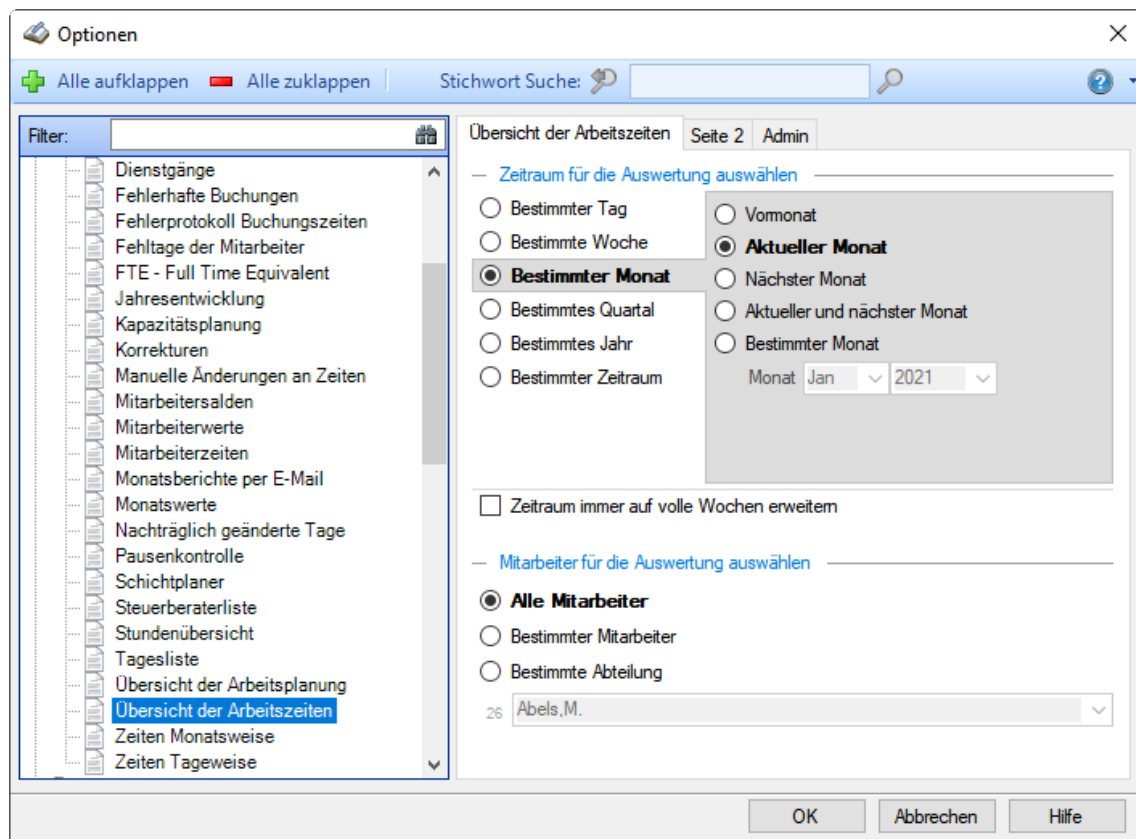 Optionen
Alle aufklappen Alle zuklappen Stichwort Suche:
Filter:
Dienstgänge
Fehlerhafte Buchungen
Fehlerprotokoll Buchungszeiten
Fehltage der Mitarbeiter
FTE - Full Time Equivalent
Jahresentwicklung
Kapazitätsplanung
Korrekturen
Manuelle Änderungen an Zeiten
Mitarbeitersalden
Mitarbeiterwerte
Mitarbeiterzeiten
Monatsberichte per E-Mail
Monatswerte
Nachträglich geänderte Tage
Pausenkontrolle
Schichtplaner
Steuerberaterliste
Stundenübersicht
Tagesliste
Übersicht der Arbeitsplanung
Übersicht der Arbeitszeiten
Zeiten Monatsweise
Zeiten Tageweise
Übersicht der Arbeitszeiten Seite 2 Admin
Zeitraum für die Auswertung auswählen
Bestimmter Tag
Bestimmte Woche
Bestimmter Monat
Bestimmtes Quartal
Bestimmtes Jahr
Bestimmter Zeitraum
Vormonat
Aktueller Monat
Nächster Monat
Aktueller und nächster Monat
Bestimmter Monat
Monat Jan 2021
Zeitraum immer auf volle Wochen erweitern
Mitarbeiter für die Auswertung auswählen
Alle Mitarbeiter
Bestimmter Mitarbeiter
Bestimmte Abteilung
26 Abels,M.
OK Abbrechen Hilfe